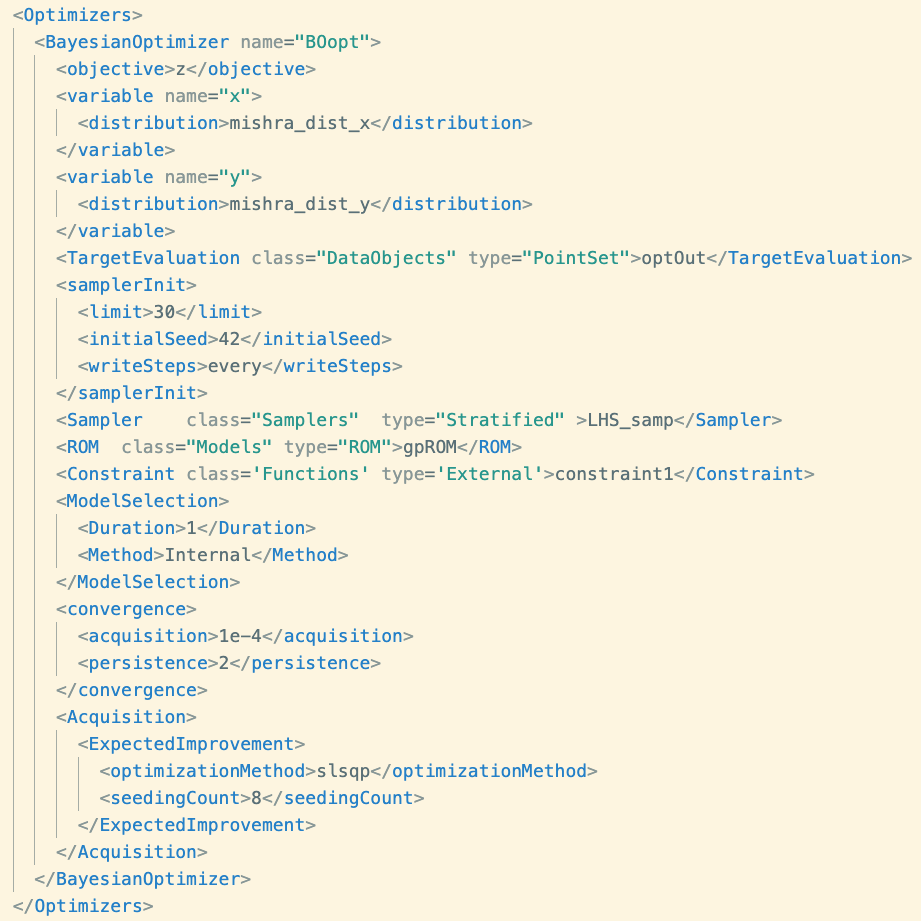 <Optimizers>
  <BayesianOptimizer name="BOopt">
    <objective>z</objective>
    <variable name="x">
      <distribution>mishra_dist_x</distribution>
    </variable>
    <variable name="y">
      <distribution>mishra_dist_y</distribution>
    </variable>
    <TargetEvaluation class="DataObjects" type="PointSet">optOut</TargetEvaluation>
    <samplerInit>
      <limit>30</limit>
      <initialSeed>42</initialSeed>
      <writeSteps>every</writeSteps>
    </samplerInit>
    <Sampler    class="Samplers"  type="Stratified" >LHS_samp</Sampler>
    <ROM  class="Models" type="ROM">gpROM</ROM>
    <Constraint class='Functions' type='External'>constraint1</Constraint>
    <ModelSelection>
      <Duration>1</Duration>
      <Method>Internal</Method>
    </ModelSelection>
    <convergence>
      <acquisition>1e-4</acquisition>
      <persistence>2</persistence>
    </convergence>
    <Acquisition>
      <ExpectedImprovement>
        <optimizationMethod>slsqp</optimizationMethod>
        <seedingCount>8</seedingCount>
      </ExpectedImprovement>
    </Acquisition>
  </BayesianOptimizer>
</Optimizers>